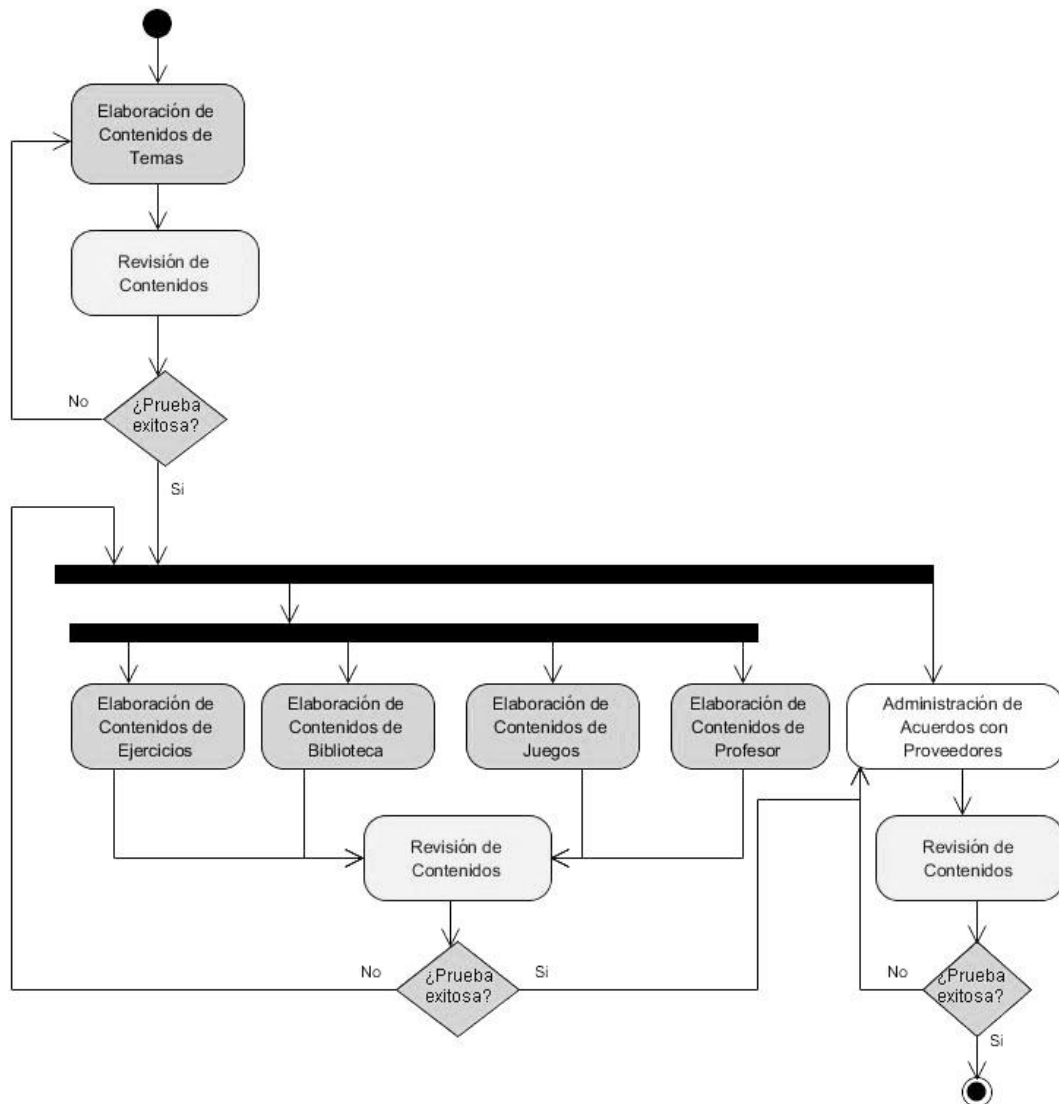 Elaboración de
Contenidos de
Temas
Revisión de
Contenidos
¿Prueba
exitosa?
No
Si
Elaboración de
Contenidos de
Ejercicios
Elaboración de
Contenidos de
Biblioteca
Elaboración de
Contenidos de
Juegos
Elaboración de
Contenidos de
Profesor
Administración de
Acuerdos con
Proveedores
Revisión de
Contenidos
Revisión de
Contenidos
No
¿Prueba
exitosa?
Si
No
¿Prueba
exitosa?
Si